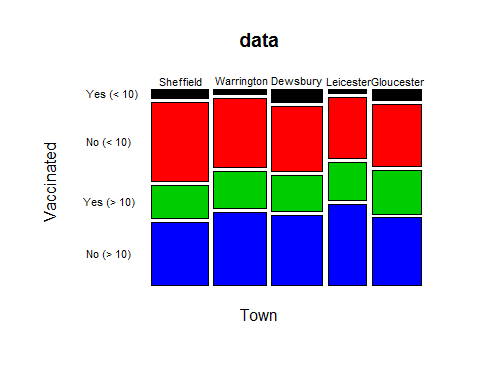 data
Sheffield Warrington Dewsbury Leicester Gloucester
Yes (< 10)
No (< 10)
Yes (> 10)
No (> 10)
Vaccinated
Town